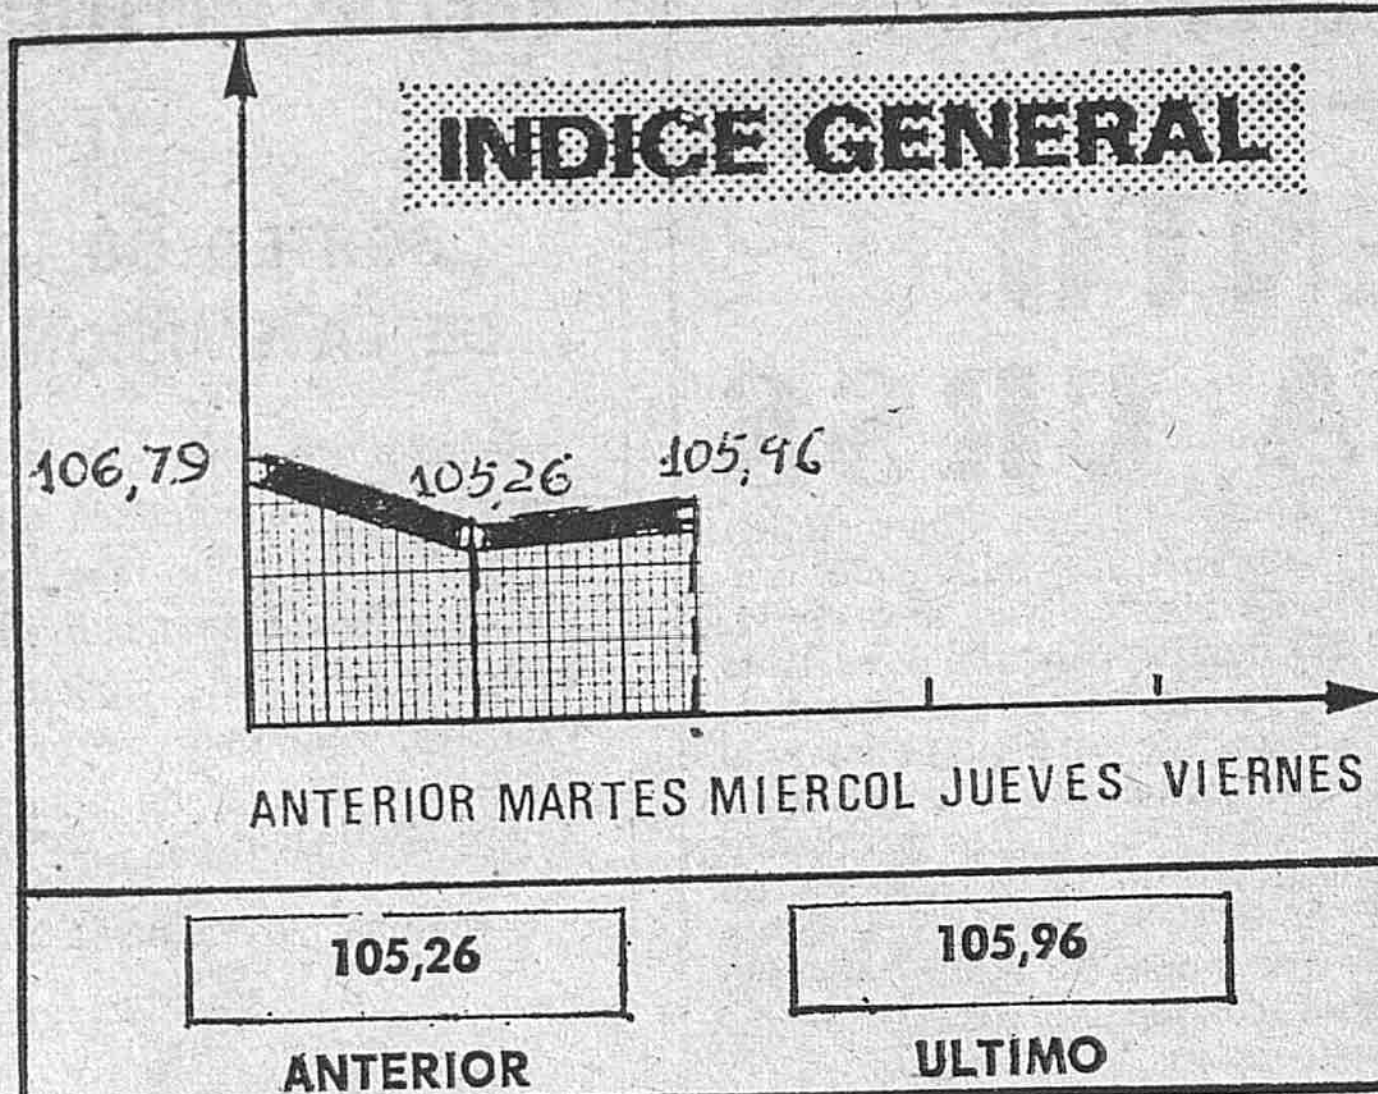 INDICE GENERAL
106,79 105,26 105,96
ANTERIOR MARTES MIERCOL JUEVES VIERNES
105,26 105,96
ANTERIOR ULTIMO